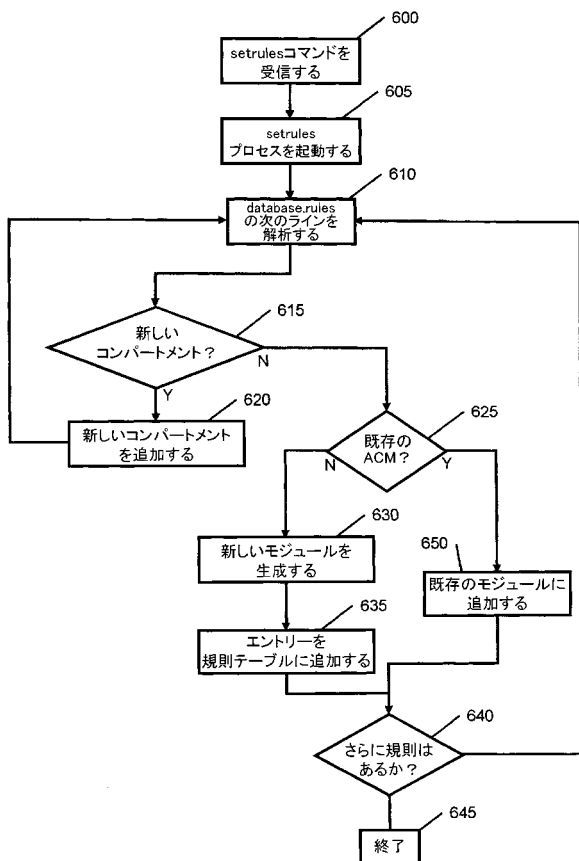 600
setrulesコマンドを
受信する
605
setrules
プロセスを起動する
610
database.rules
の次のラインを
解析する
615
新しい
コンパートメント？
N
Y
620
新しいコンパートメント
を追加する
625
既存の
ACM？
N
Y
630
新しいモジュールを
生成する
650
既存のモジュールに
追加する
635
エントリーを
規則テーブルに追加する
640
さらに規則は
あるか？
645
終了